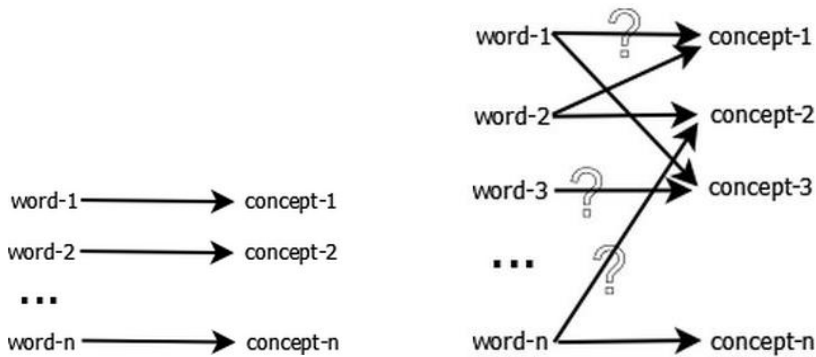 word-1 concept-1
word-2 concept-2
...
word-n concept-n
word-1 ? concept-1
word-2 concept-2
word-3 ? concept-3
... ?
word-n concept-n